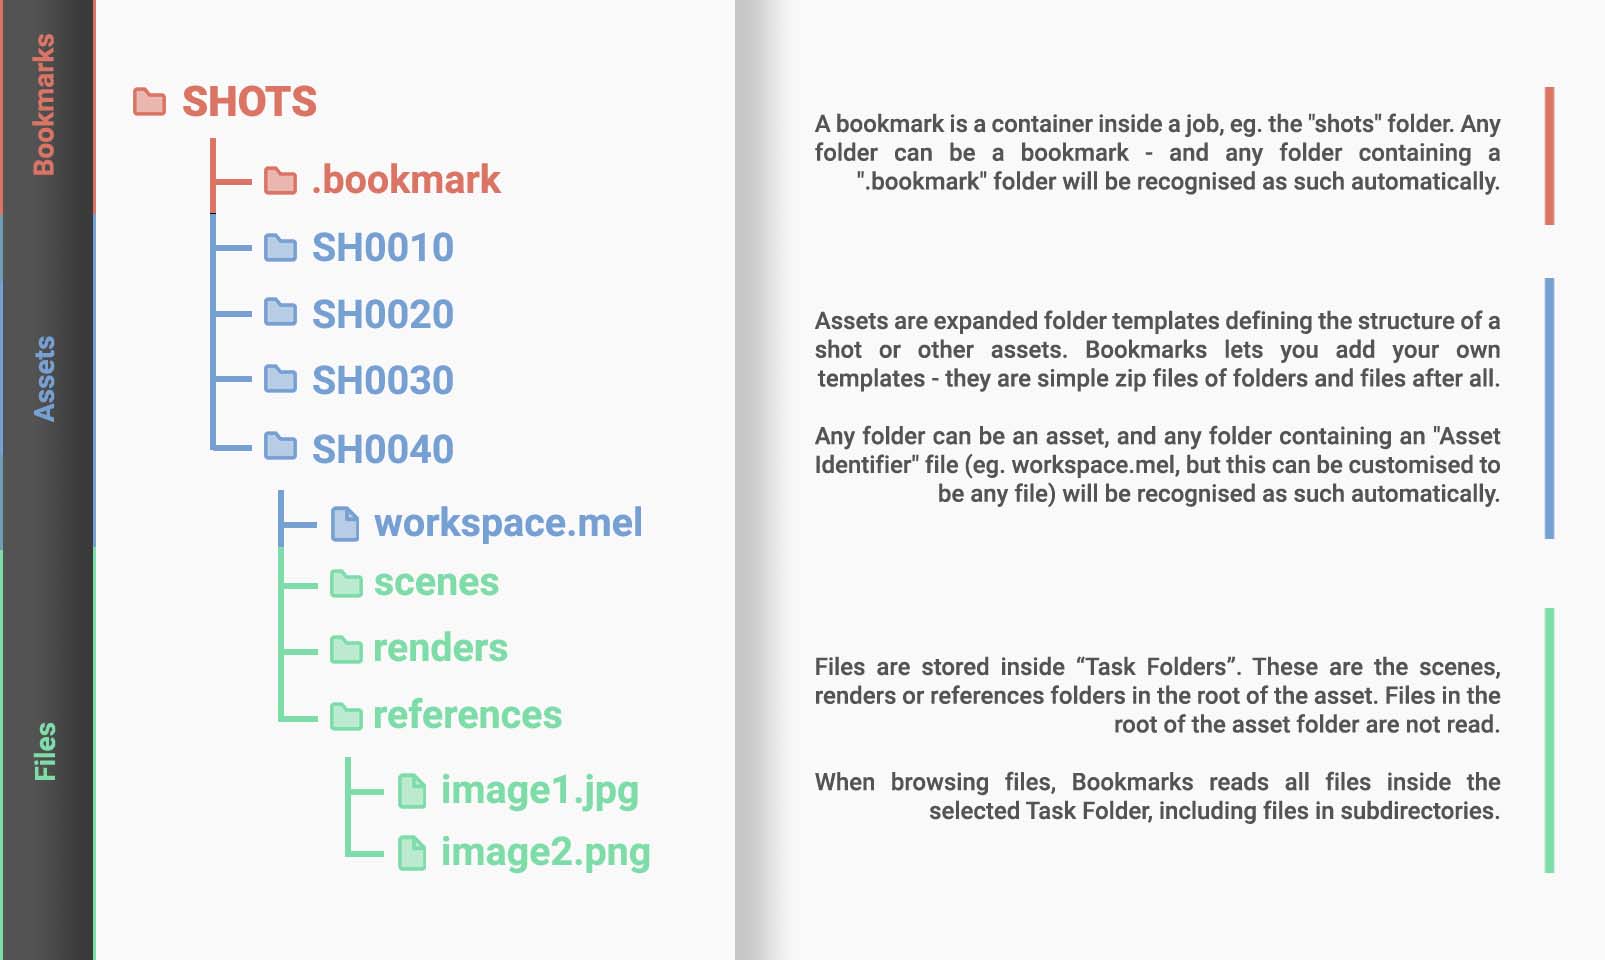 Bookmarks
Assets
Files
SHOTS
.bookmark
SH0010
SH0020
SH0030
SH0040
workspace.mel
scenes
renders
references
image1.jpg
image2.png
A bookmark is a container inside a job, eg. the "shots" folder. Any
folder can be a bookmark - and any folder containing a
".bookmark" folder will be recognised as such automatically.
Assets are expanded folder templates defining the structure of a
shot or other assets. Bookmarks lets you add your own
templates - they are simple zip files of folders and files after all.
Any folder can be an asset, and any folder containing an "Asset
Identifier" file (eg. workspace.mel, but this can be customised to
be any file) will be recognised as such automatically.
Files are stored inside “Task Folders”. These are the scenes,
renders or references folders in the root of the asset. Files in the
root of the asset folder are not read.
When browsing files, Bookmarks reads all files inside the
selected Task Folder, including files in subdirectories.